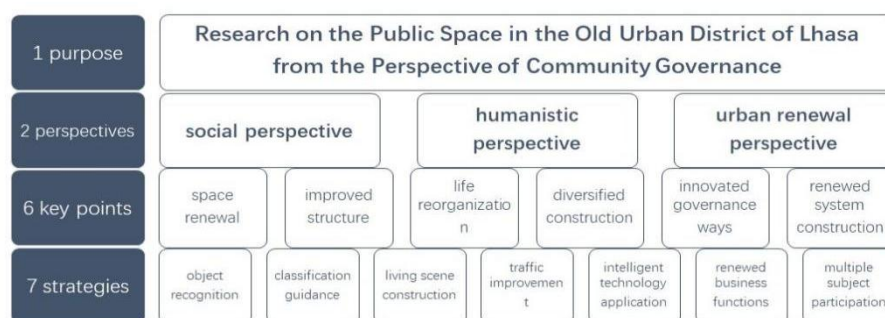 1 purpose
Research on the Public Space in the Old Urban District of Lhasa
from the Perspective of Community Governance
2 perspectives
social perspective
humanistic
perspective
urban renewal
perspective
6 key points
space
renewal
improved
structure
life
reorganizatio
n
diversified
construction
innovated
governance
ways
renewed
system
construction
7 strategies
object
recognition
classification
guidance
living scene
construction
traffic
improvemen
t
intelligent
technology
application
renewed
business
functions
multiple
subject
participation